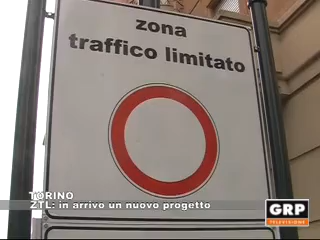 zona
traffico limitato
TORINO
ZTL: in arrivo un nuovo progetto
GRP
TELEVISIONE